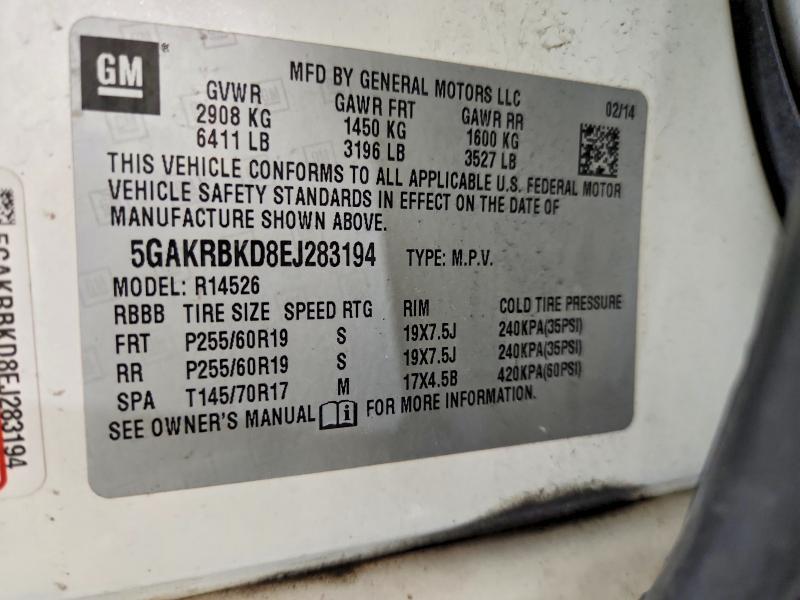 GM
MFD BY GENERAL MOTORS LLC
02/14
GVWR GAWR FRT GAWR RR
2908 KG 1450 KG 1600 KG
6411 LB 3196 LB 3527 LB
THIS VEHICLE CONFORMS TO ALL APPLICABLE U.S. FEDERAL MOTOR
VEHICLE SAFETY STANDARDS IN EFFECT ON THE DATE OF
MANUFACTURE SHOWN ABOVE.
5GAKRBKD8EJ283194 TYPE: M.P.V.
MODEL: R14526
RBBB TIRE SIZE SPEED RTG RIM COLD TIRE PRESSURE
FRT P255/60R19 S 19X7.5J 240KPA(35PSI)
RR P255/60R19 S 19X7.5J 240KPA(35PSI)
SPA T145/70R17 M 17X4.5B 420KPA(60PSI)
SEE OWNER'S MANUAL i FOR MORE INFORMATION.
5GAKRBKD8EJ283194